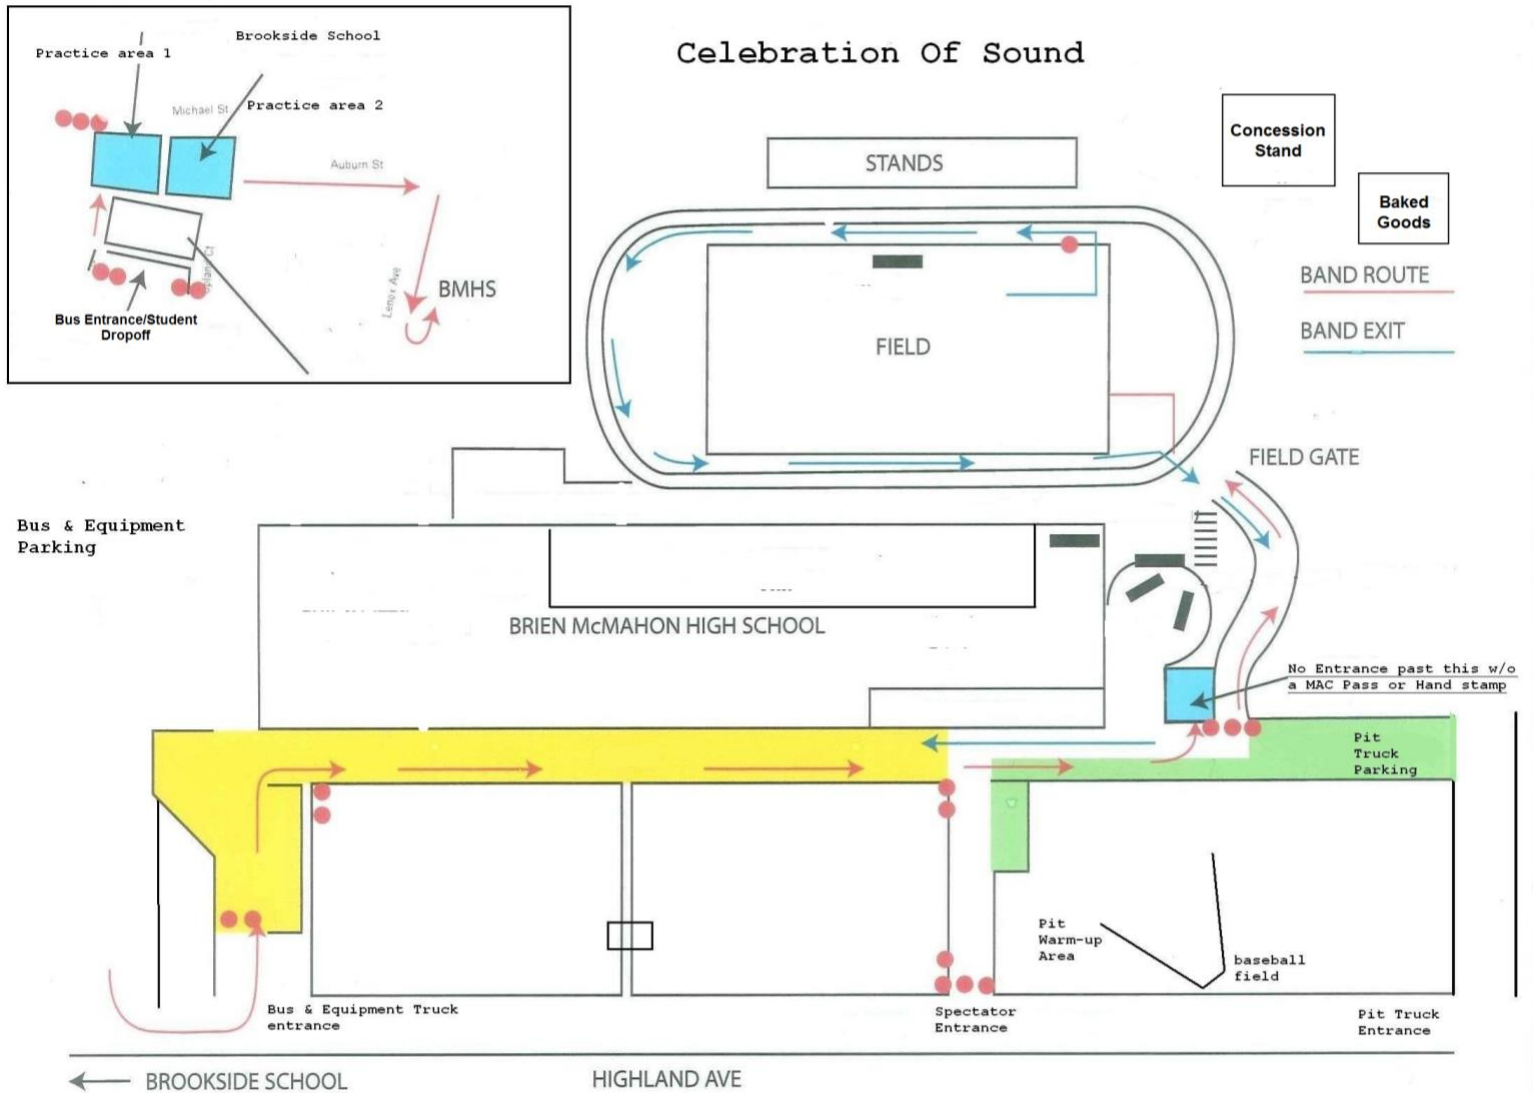 Celebration Of Sound
Practice area 1
Brookside School
Michael St
Practice area 2
Auburn St
Lenox Ave
BMHS
Bus Entrance/Student
Dropoff
STANDS
Concession
Stand
Baked
Goods
BAND ROUTE
BAND EXIT
FIELD
FIELD GATE
Bus & Equipment
Parking
BRIEN McMAHON HIGH SCHOOL
No Entrance past this w/o
a MAC Pass or Hand stamp
Pit
Truck
Parking
Pit
Warm-up
Area
baseball
field
Bus & Equipment Truck
entrance
Spectator
Entrance
Pit Truck
Entrance
BROOKSIDE SCHOOL
HIGHLAND AVE